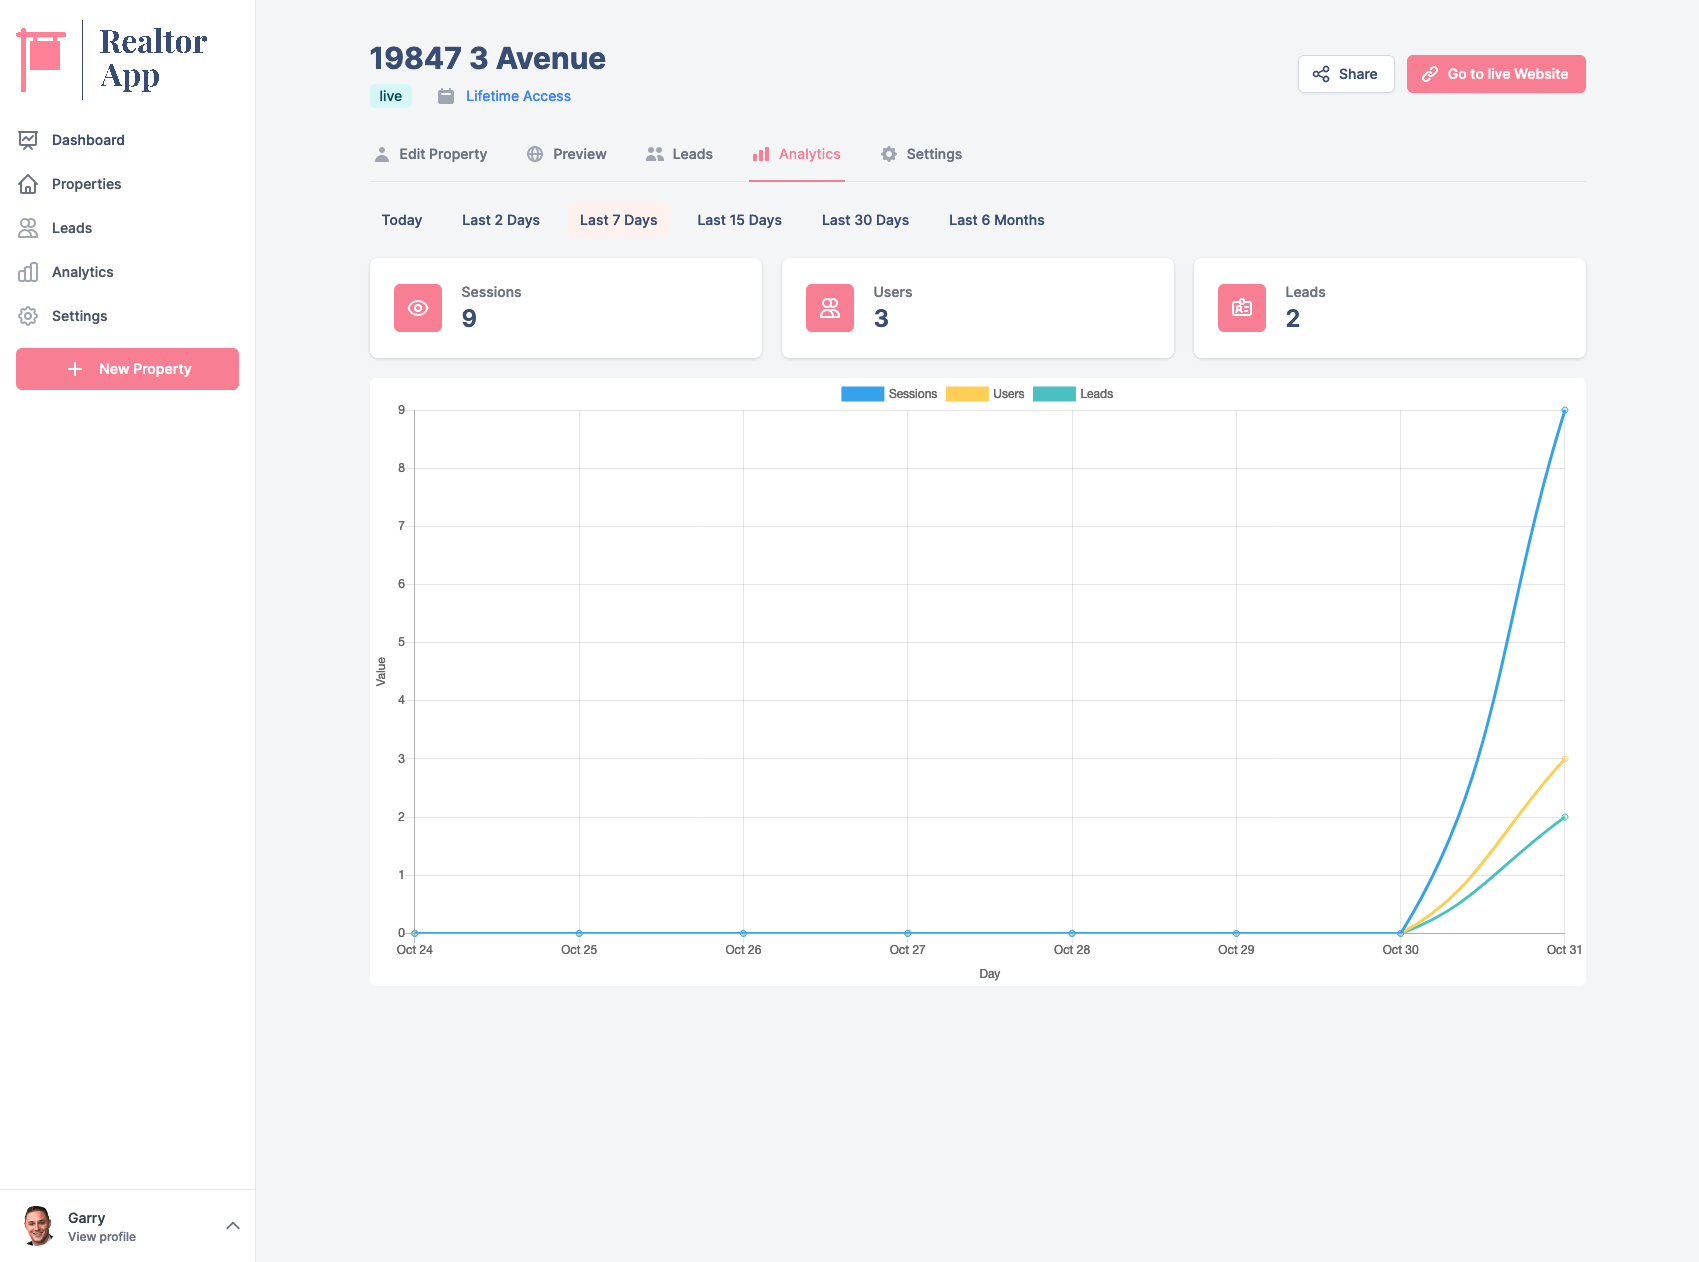 Realtor
App
Dashboard
Properties
Leads
Analytics
Settings
New Property
19847 3 Avenue
live
Lifetime Access
Share
Go to live Website
Edit Property
Preview
Leads
Analytics
Settings
Today
Last 2 Days
Last 7 Days
Last 15 Days
Last 30 Days
Last 6 Months
Sessions
9
Users
3
Leads
2
Sessions
Users
Leads
9
8
7
6
5
4
3
2
1
0
Value
Oct 24
Oct 25
Oct 26
Oct 27
Oct 28
Oct 29
Oct 30
Oct 31
Day
Garry
View profile